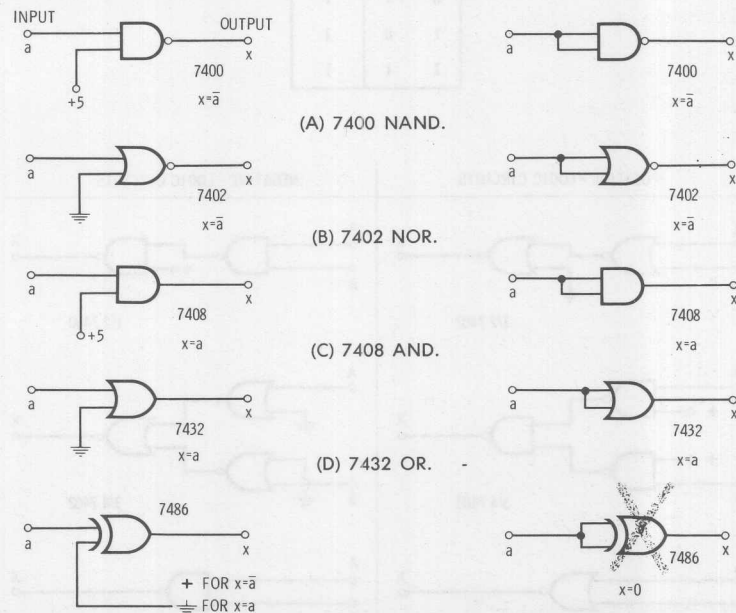 INPUT OUTPUT
a x a x
7400 7400
+5
x=a̅ x=a̅
(A) 7400 NAND.
a x a x
7402 7402
x=a̅ x=a̅
(B) 7402 NOR.
a x a x
7408 7408
+5
x=a x=a
(C) 7408 AND.
a x a x
7432 7432
x=a x=a
(D) 7432 OR.
7486
a x a x
7486
+ FOR x=a̅ x=0
FOR x=a